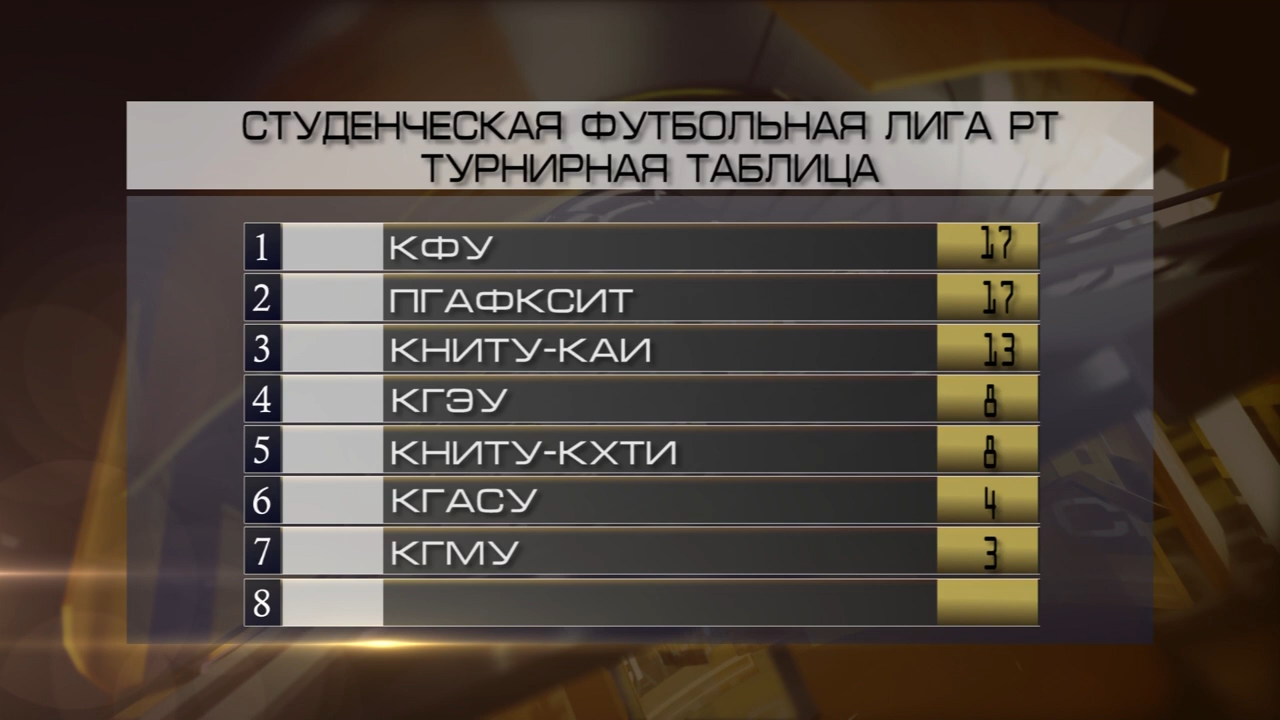 СТУДЕНЧЕСКАЯ ФУТБОЛЬНАЯ ЛИГА РТ
ТУРНИРНАЯ ТАБЛИЦА
1 КФУ 17
2 ПГАФКСИТ 17
3 КНИТУ-КАИ 13
4 КГЭУ 8
5 КНИТУ-КХТИ 8
6 КГАСУ 4
7 КГМУ 3
8